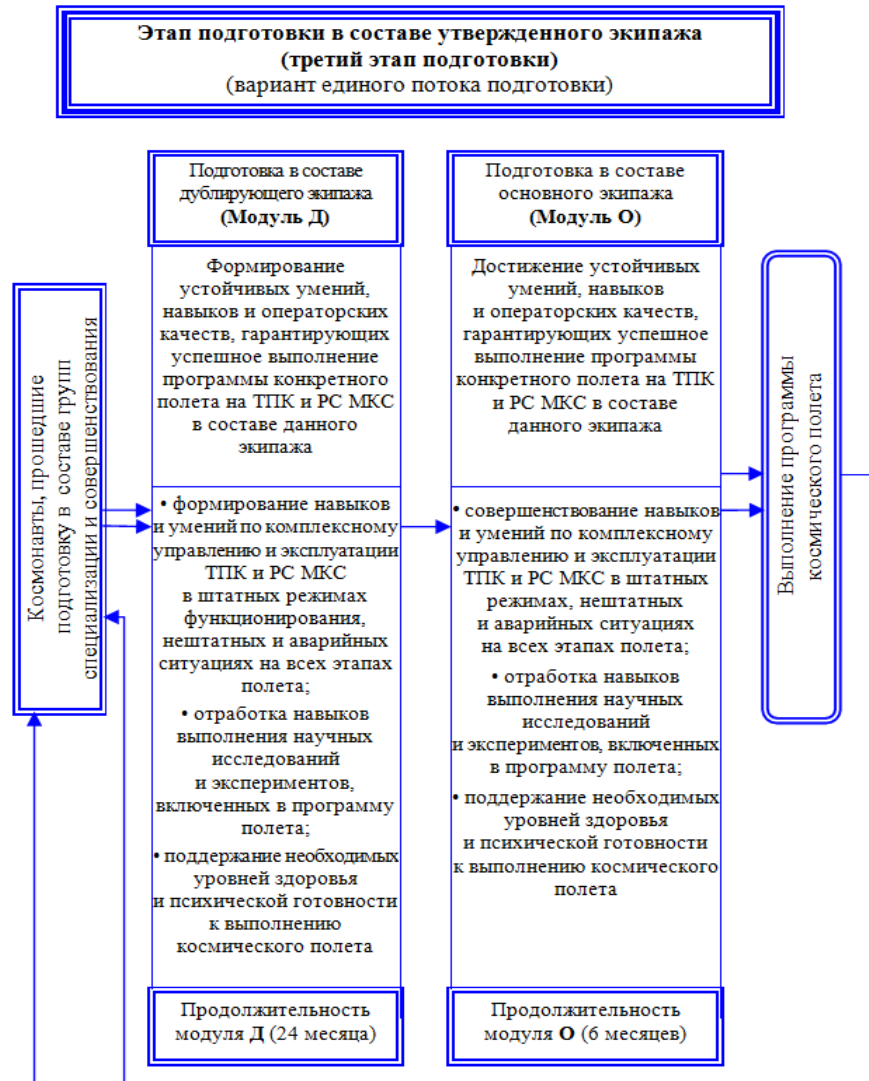 Этап подготовки в составе утвержденного экипажа
(третий этап подготовки)
(вариант единого потока подготовки)
Космонавты, прошедшие
подготовку в составе групп
специализации и совершенствования
Подготовка в составе
дублирующего экипажа
(Модуль Д)
Формирование
устойчивых умений,
навыков и операторских
качеств, гарантирующих
успешное выполнение
программы конкретного
полета на ТПК и РС МКС
в составе данного
экипажа
• формирование навыков
и умений по комплексному
управлению и эксплуатации
ТПК и РС МКС
в штатных режимах
функционирования,
нештатных и аварийных
ситуациях на всех этапах
полета;
• отработка навыков
выполнения научных
исследований
и экспериментов,
включенных в программу
полета;
• поддержание необходимых
уровней здоровья
и психической готовности
к выполнению
космического полета
Продолжительность
модуля Д (24 месяца)
Подготовка в составе
основного экипажа
(Модуль О)
Достижение устойчивых
умений, навыков
и операторских качеств,
гарантирующих успешное
выполнение программы
конкретного полета на ТПК
и РС МКС в составе
данного экипажа
• совершенствование навыков
и умений по комплексному
управлению и эксплуатации
ТПК и РС МКС в штатных
режимах, нештатных
и аварийных ситуациях
на всех этапах полета;
• отработка навыков
выполнения научных
исследований
и экспериментов, включенных
в программу полета;
• поддержание необходимых
уровней здоровья
и психической готовности
к выполнению космического
полета
Продолжительность
модуля О (6 месяцев)
Выполнение программы
космического полета